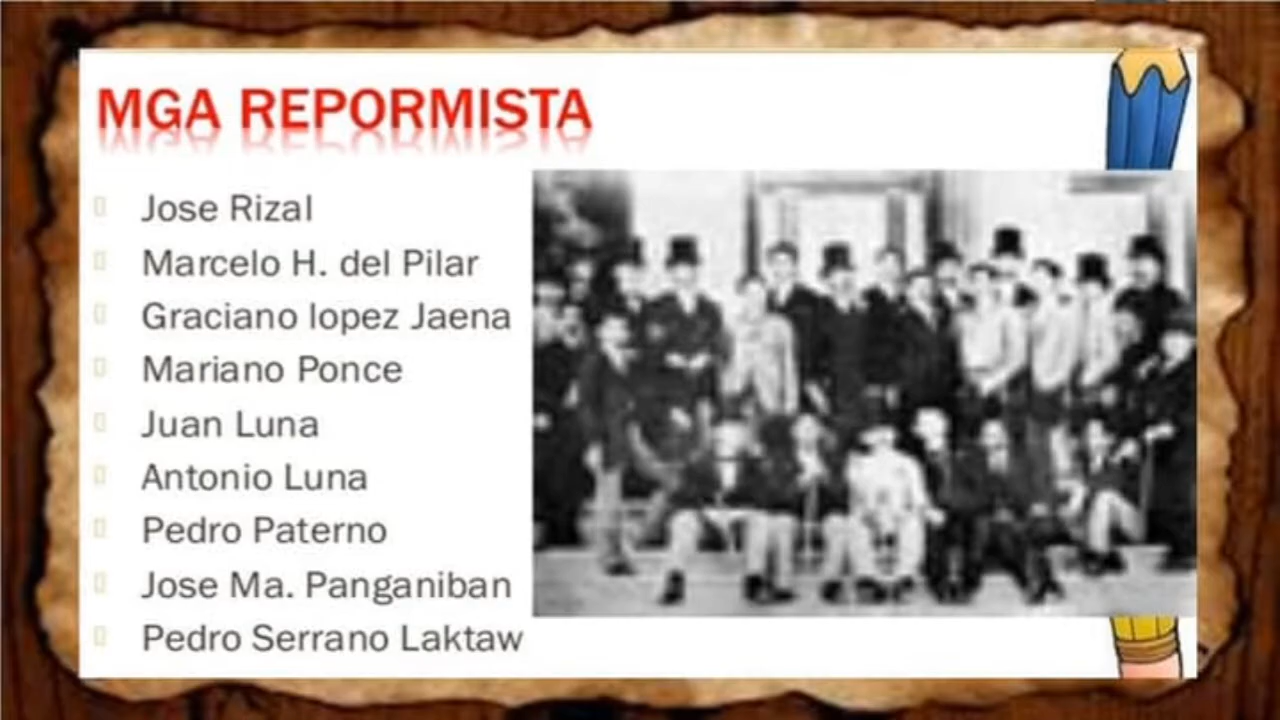 MGA REPORMISTA
Jose Rizal
Marcelo H. del Pilar
Graciano lopez Jaena
Mariano Ponce
Juan Luna
Antonio Luna
Pedro Paterno
Jose Ma. Panganiban
Pedro Serrano Laktaw